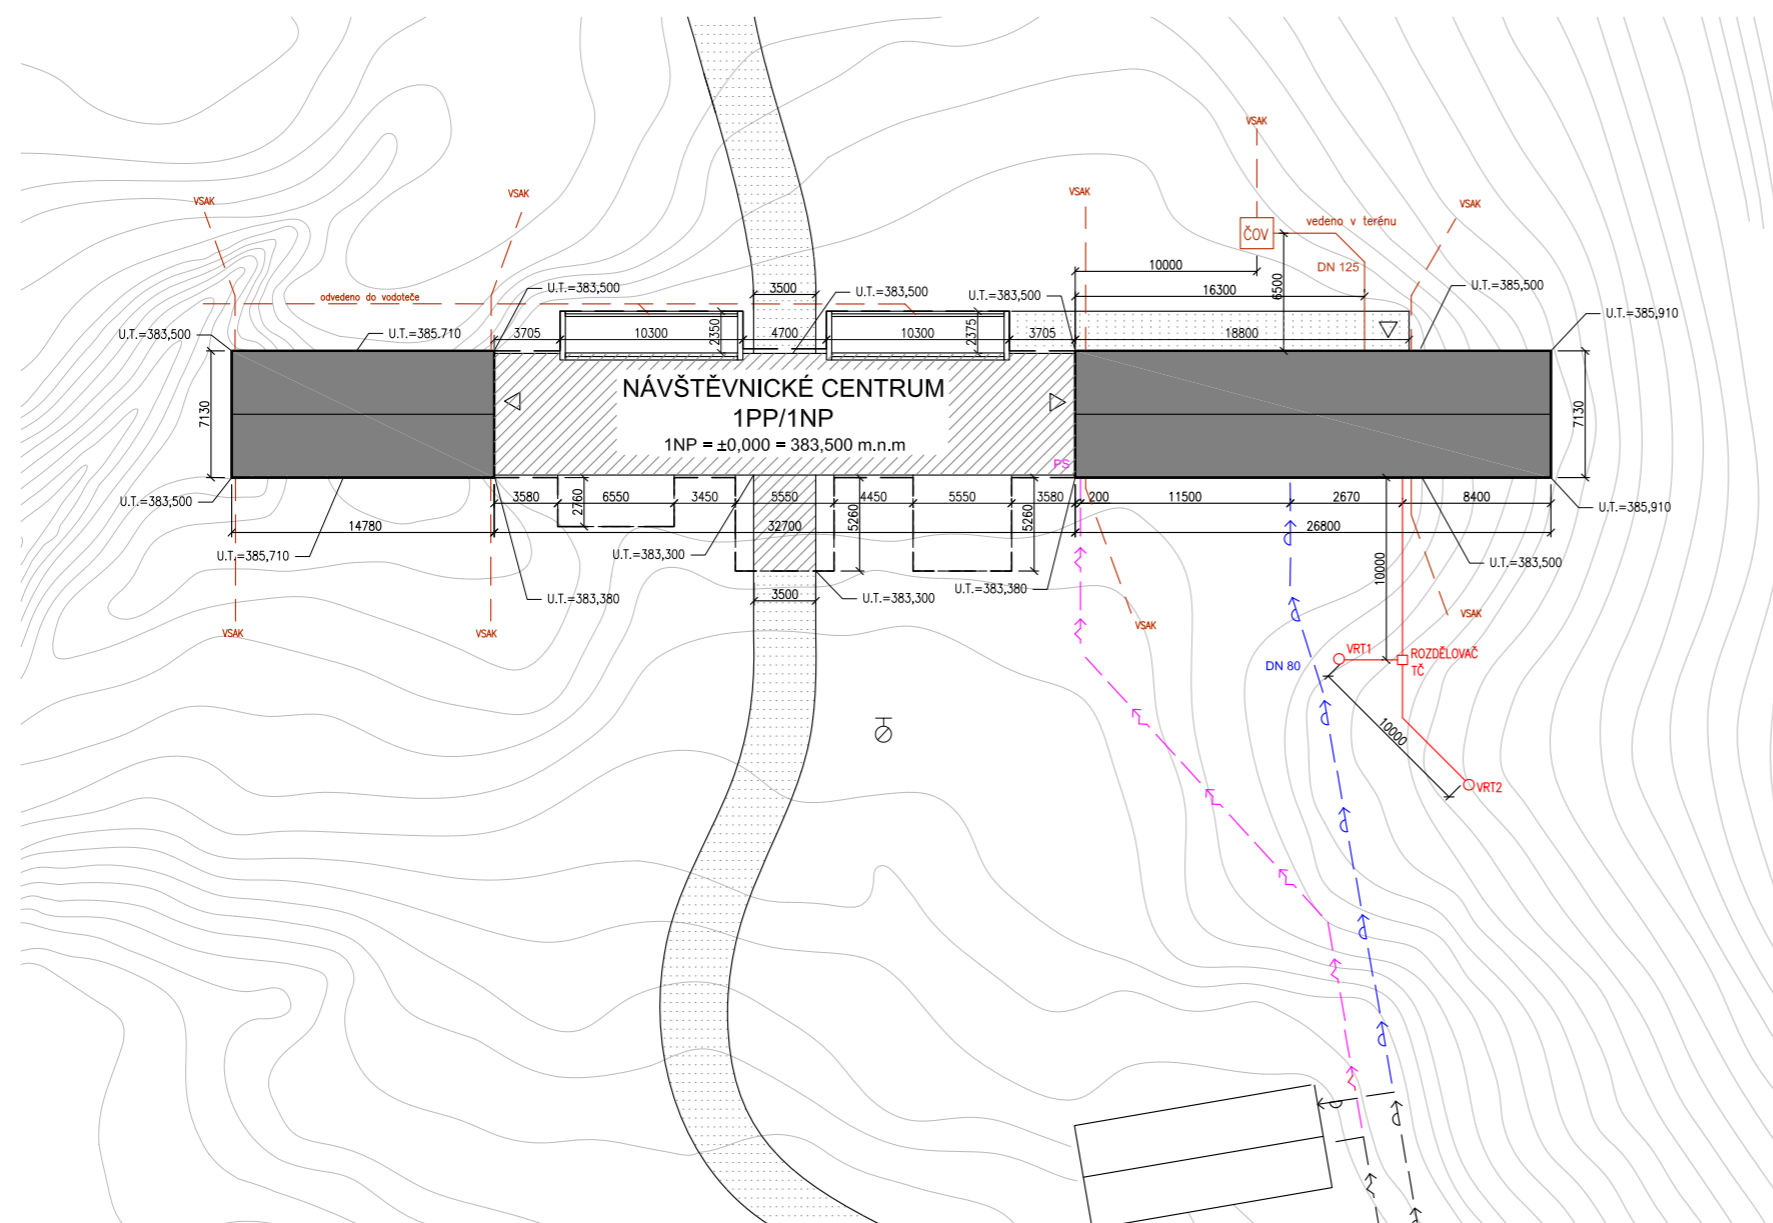 VSAK
VSAK
VSAK
VSAK
VSAK
ČOV
vedeno v terénu
DN 125
10000
16300
6500
odvedeno do vodoteče
U.T.=383,500
3500
U.T.=383,500
U.T.=383,500
U.T.=385,500
U.T.=385,910
U.T.=383,500
U.T.=385.710
3705
10300
2350
4700
10300
2375
3705
18800
7130
NÁVŠTĚVNICKÉ CENTRUM
1PP/1NP
1NP = ±0,000 = 383,500 m.n.m
PS
7130
U.T.=383,500
3580
2760
6550
3450
5550
5260
4450
5550
5260
3580
200
11500
2670
8400
U.T.=385,910
14780
32700
26800
U.T.=385,710
U.T.=383,300
U.T.=383,500
10000
U.T.=383,380
3500
U.T.=383,300
U.T.=383,380
VSAK
VSAK
VSAK
VSAK
DN 80
VRT1
ROZDĚLOVAČ
TČ
10000
VRT2